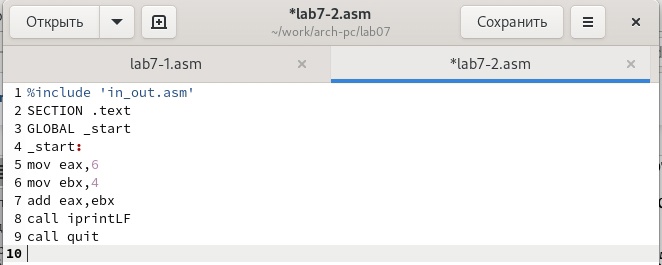 Открыть
*lab7-2.asm
~/work/arch-pc/lab07
Сохранить
lab7-1.asm
*lab7-2.asm
1 %include 'in_out.asm'
2 SECTION .text
3 GLOBAL _start
4 _start:
5 mov eax,6
6 mov ebx,4
7 add eax,ebx
8 call iprintLF
9 call quit
10